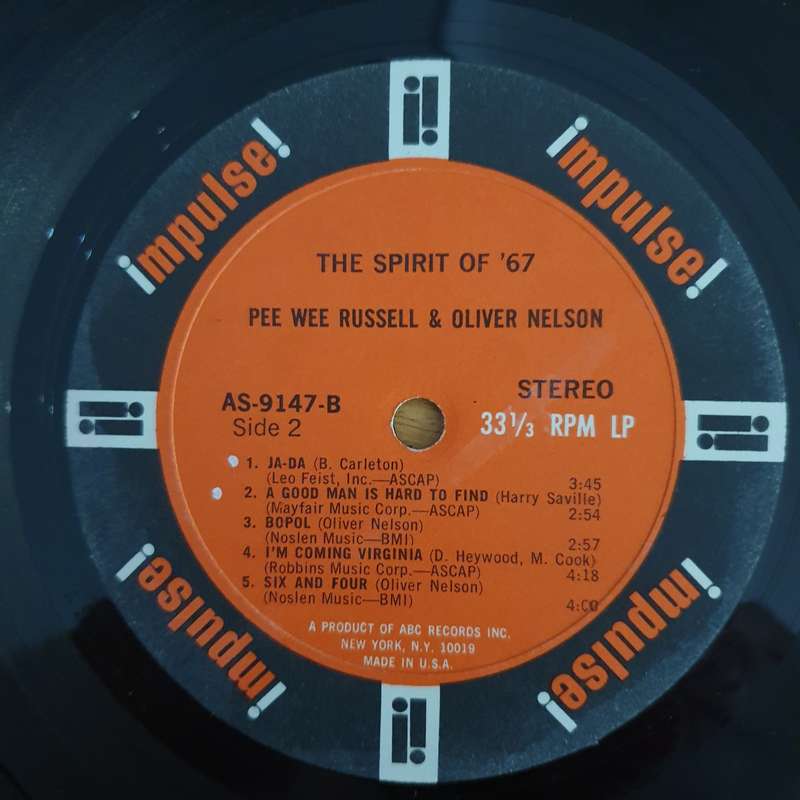 impulse!
impulse!
THE SPIRIT OF '67
PEE WEE RUSSELL & OLIVER NELSON
AS-9147-B
STEREO
Side 2
33⅓ RPM LP
1. JA-DA (B. Carleton)
(Leo Feist, Inc.—ASCAP) 3:45
2. A GOOD MAN IS HARD TO FIND (Harry Saville)
(Mayfair Music Corp.—ASCAP) 2:54
3. BOPOL (Oliver Nelson)
(Noslen Music—BMI) 2:57
4. I'M COMING VIRGINIA (D. Heywood, M. Cook)
(Robbins Music Corp.—ASCAP) 4:18
5. SIX AND FOUR (Oliver Nelson)
(Noslen Music—BMI) 4:00
A PRODUCT OF ABC RECORDS INC.
NEW YORK, N.Y. 10019
MADE IN U.S.A.
impulse!
impulse!